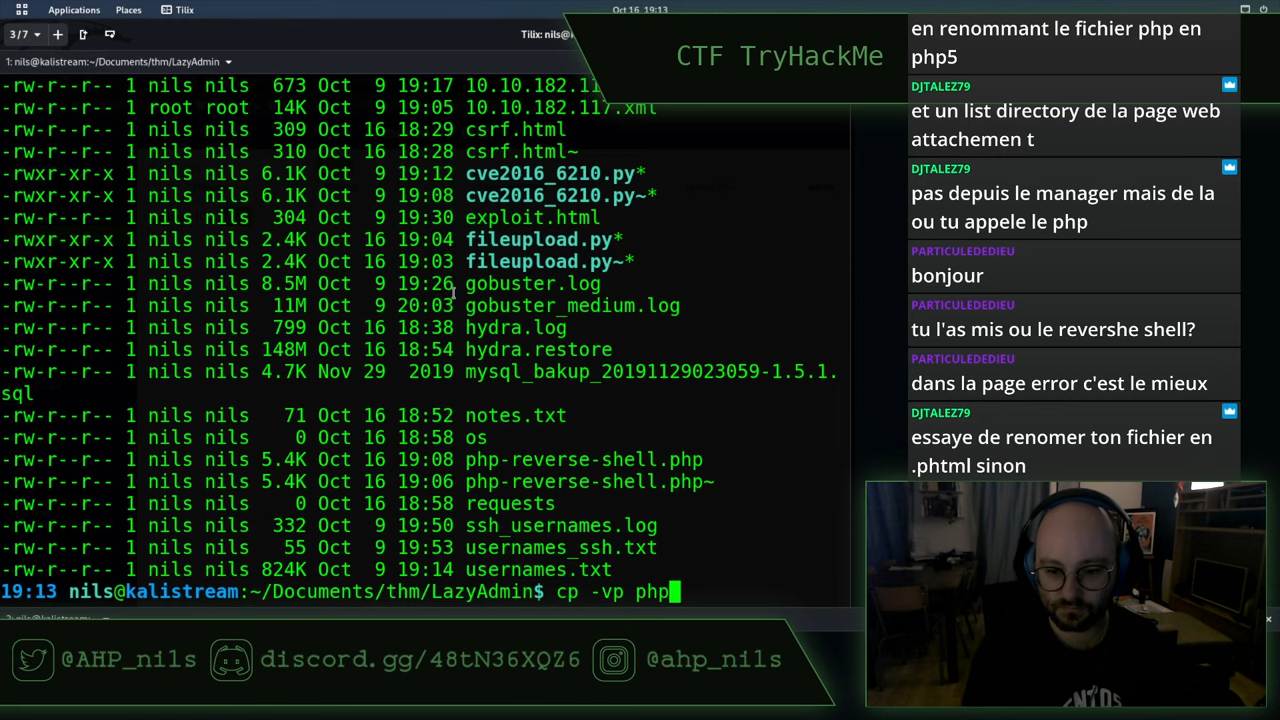 Applications Places Tilix
Oct 16 19:13
3/7
Tilix: nils@
1: nils@kalistream:~/Documents/thm/LazyAdmin
-rw-r--r-- 1 nils nils 673 Oct 9 19:17 10.10.182.11
-rw-r--r-- 1 root root 14K Oct 9 19:05 10.10.182.117.xml
-rw-r--r-- 1 nils nils 309 Oct 16 18:29 csrf.html
-rw-r--r-- 1 nils nils 310 Oct 16 18:28 csrf.html~
-rwxr-xr-x 1 nils nils 6.1K Oct 9 19:12 cve2016_6210.py*
-rwxr-xr-x 1 nils nils 6.1K Oct 9 19:08 cve2016_6210.py~*
-rw-r--r-- 1 nils nils 304 Oct 9 19:30 exploit.html
-rwxr-xr-x 1 nils nils 2.4K Oct 16 19:04 fileupload.py*
-rwxr-xr-x 1 nils nils 2.4K Oct 16 19:03 fileupload.py~*
-rw-r--r-- 1 nils nils 8.5M Oct 9 19:26 gobuster.log
-rw-r--r-- 1 nils nils 11M Oct 9 20:03 gobuster_medium.log
-rw-r--r-- 1 nils nils 799 Oct 16 18:38 hydra.log
-rw-r--r-- 1 nils nils 148M Oct 16 18:54 hydra.restore
-rw-r--r-- 1 nils nils 4.7K Nov 29 2019 mysql_bakup_20191129023059-1.5.1.
sql
-rw-r--r-- 1 nils nils 71 Oct 16 18:52 notes.txt
-rw-r--r-- 1 nils nils 0 Oct 16 18:58 os
-rw-r--r-- 1 nils nils 5.4K Oct 16 19:08 php-reverse-shell.php
-rw-r--r-- 1 nils nils 5.4K Oct 16 19:06 php-reverse-shell.php~
-rw-r--r-- 1 nils nils 0 Oct 16 18:58 requests
-rw-r--r-- 1 nils nils 332 Oct 9 19:50 ssh_usernames.log
-rw-r--r-- 1 nils nils 55 Oct 9 19:53 usernames_ssh.txt
-rw-r--r-- 1 nils nils 824K Oct 9 19:14 usernames.txt
19:13 nils@kalistream:~/Documents/thm/LazyAdmin$ cp -vp php
CTF TryHackMe
en renommant le fichier php en
php5
DJTALEZ79
et un list directory de la page web
attachemen t
DJTALEZ79
pas depuis le manager mais de la
ou tu appele le php
PARTICULEDEDIEU
bonjour
PARTICULEDEDIEU
tu l'as mis ou le revershe shell?
PARTICULEDEDIEU
dans la page error c'est le mieux
DJTALEZ79
essaye de renomer ton fichier en
.phtml sinon
@AHP_nils
discord.gg/48tN36XQZ6
@ahp_nils